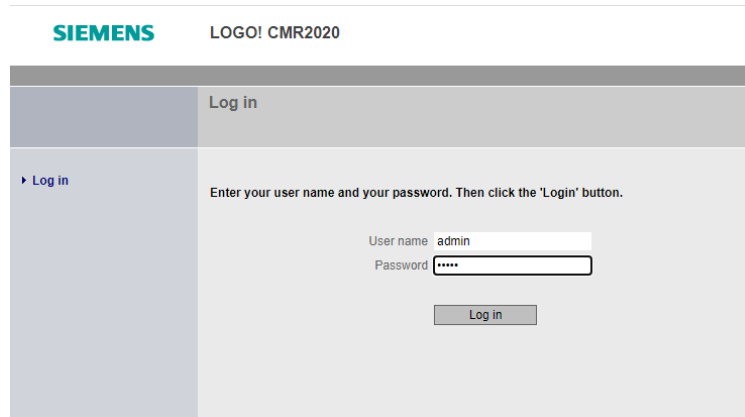 SIEMENS LOGO! CMR2020
Log in
Log in
Enter your user name and your password. Then click the 'Login' button.
User name admin
Password •••••
Log in